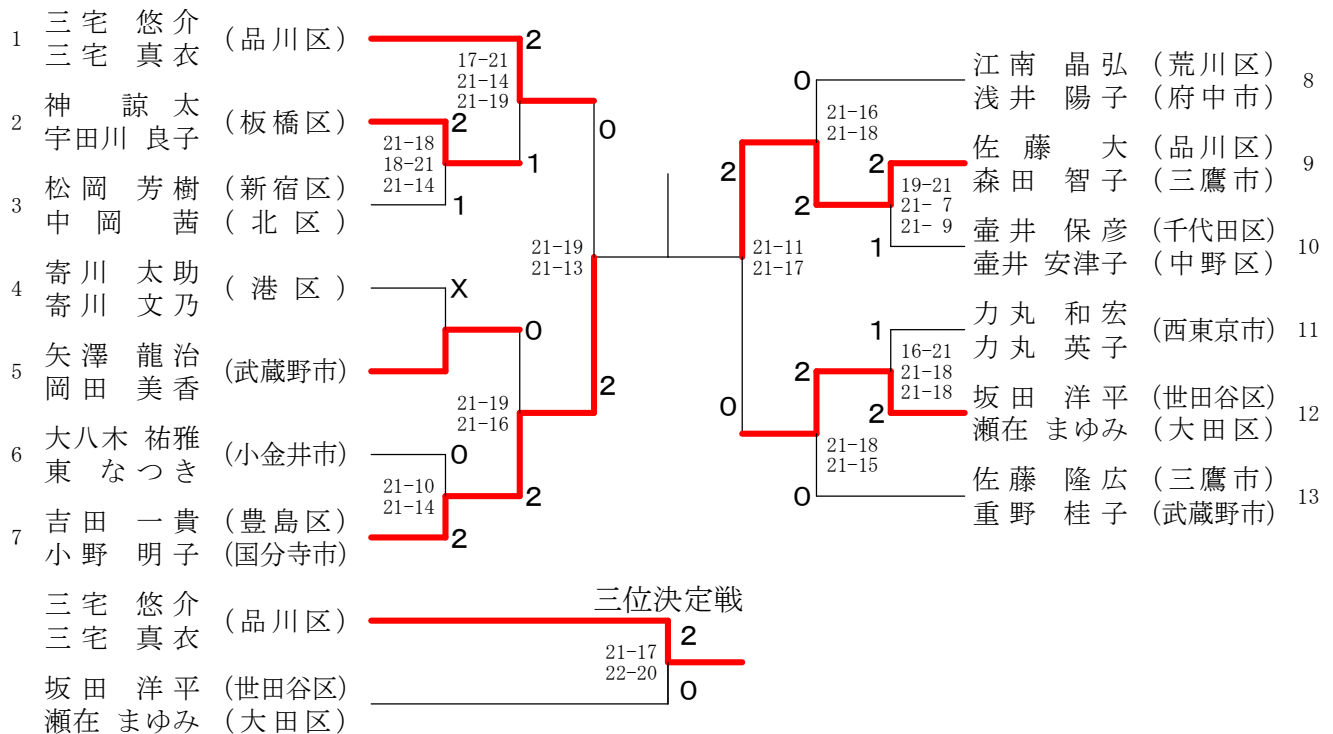 1 三宅 悠介 (品川区)
三宅 真衣
2
17-21
21-14
21-19
2 神 諒太 (板橋区)
宇田川 良子
2
21-18
18-21
21-14
1
3 松岡 芳樹 (新宿区)
中岡 茜 (北区)
1
0
21-19
21-13
4 寄川 太助 (港区)
寄川 文乃
X
0
5 矢澤 龍治 (武蔵野市)
岡田 美香
21-19
21-16
2
6 大八木 祐雅 (小金井市)
東 なつき
0
21-10
21-14
2
7 吉田 一貴 (豊島区)
小野 明子 (国分寺市)
2
江南 晶弘 (荒川区) 8
浅井 陽子 (府中市)
0
21-16
21-18
2
佐藤 大 (品川区) 9
森田 智子 (三鷹市)
2
19-21
21- 7
21- 9
2
壷井 保彦 (千代田区) 10
壷井 安津子 (中野区)
1
21-11
21-17
力丸 和宏 (西東京市) 11
力丸 英子
1
16-21
21-18
21-18
2
坂田 洋平 (世田谷区) 12
瀬在 まゆみ (大田区)
2
0
21-18
21-15
佐藤 隆広 (三鷹市) 13
重野 桂子 (武蔵野市)
0
三位決定戦
三宅 悠介 (品川区)
三宅 真衣
2
21-17
22-20
坂田 洋平 (世田谷区)
瀬在 まゆみ (大田区)
0